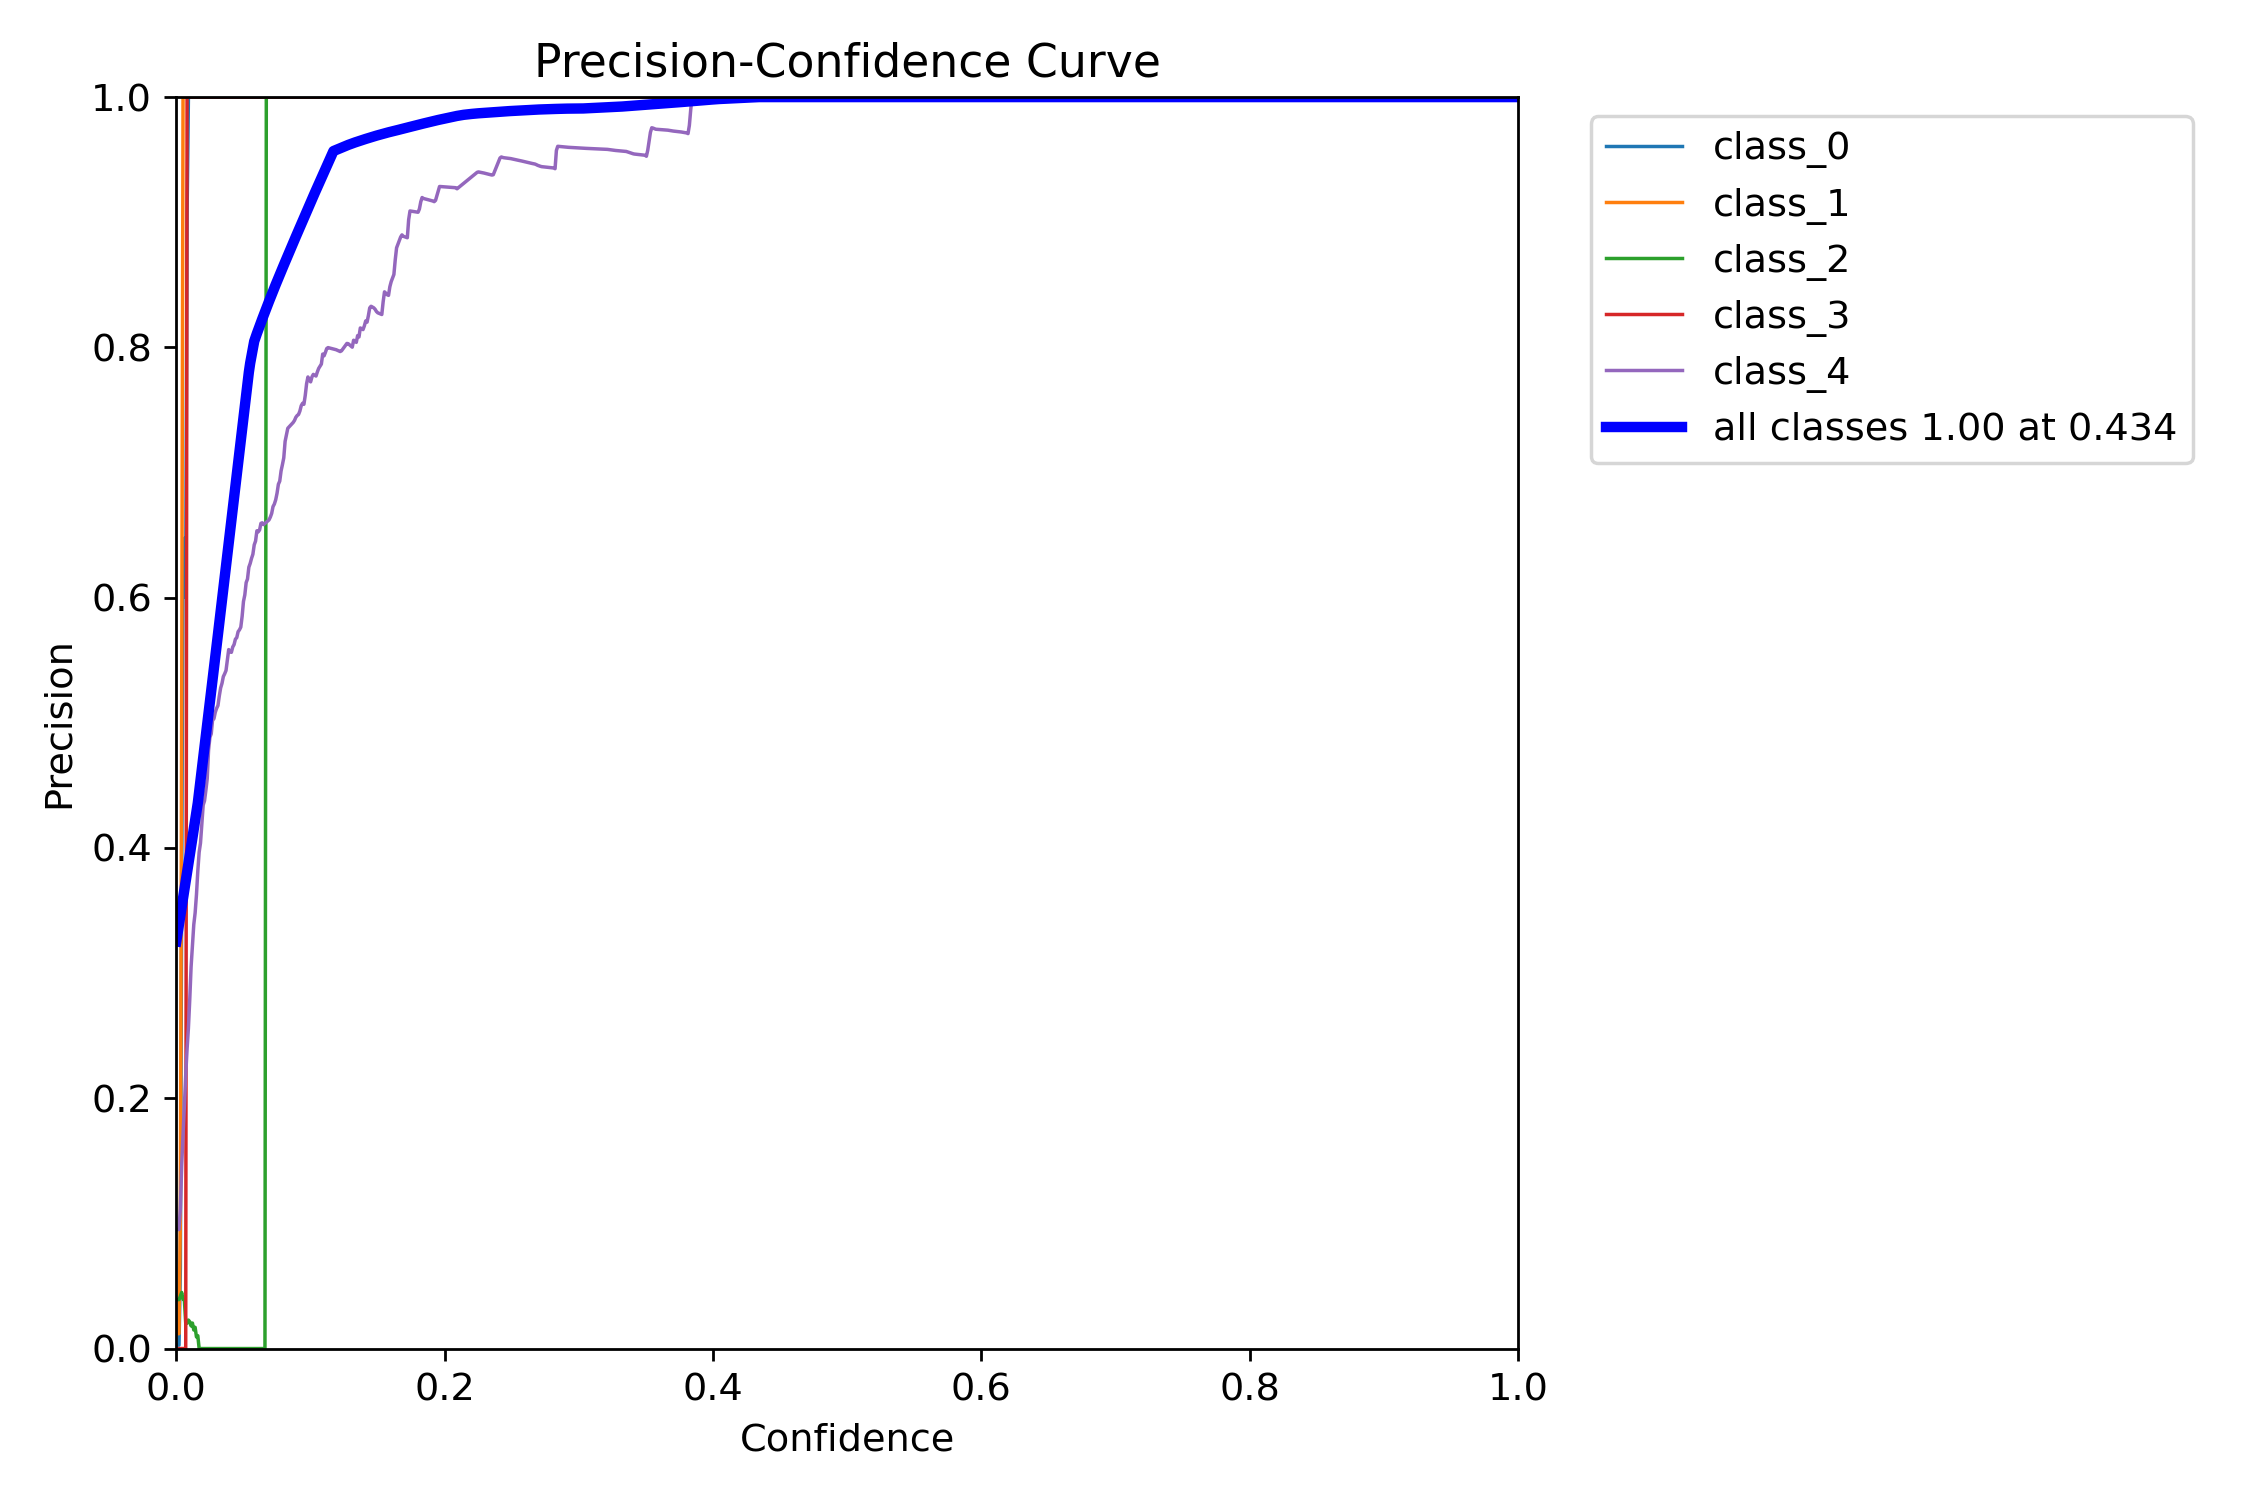 Precision-Confidence Curve
1.0
0.8
0.6
0.4
0.2
0.0
Precision
0.0 0.2 0.4 0.6 0.8 1.0
Confidence
class_0
class_1
class_2
class_3
class_4
all classes 1.00 at 0.434